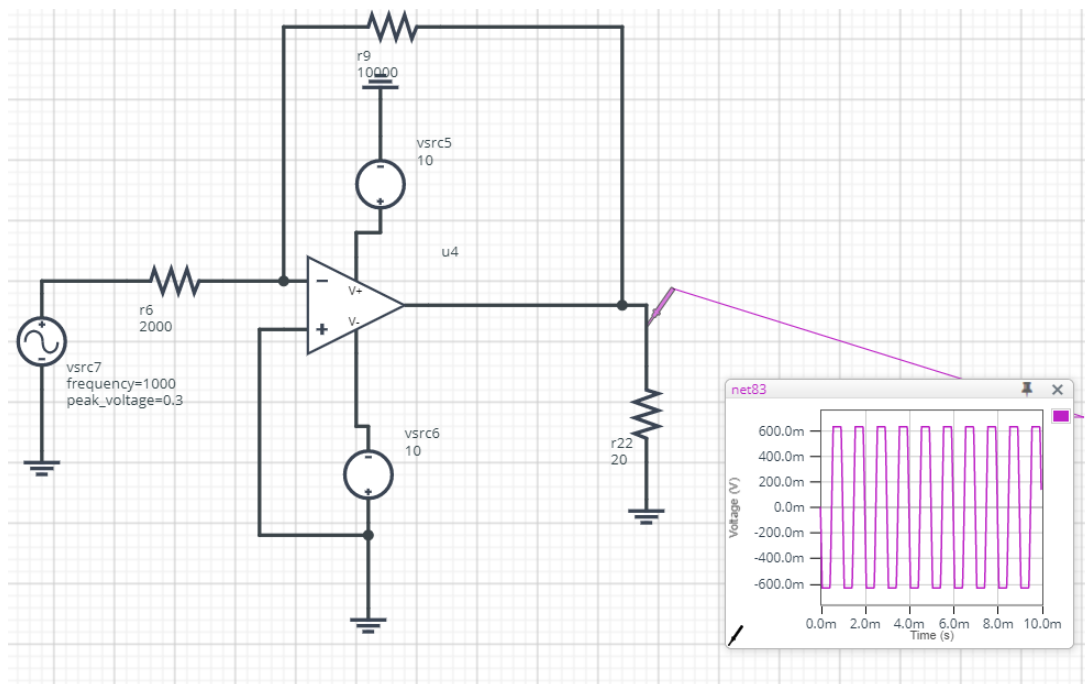 r9
10000
vsrc5
10
u4
−
V+
V-
+
r6
2000
vsrc7
frequency=1000
peak_voltage=0.3
vsrc6
10
r22
20
net83
600.0m
400.0m
200.0m
0.0m
-200.0m
-400.0m
-600.0m
Voltage (V)
0.0m 2.0m 4.0m 6.0m 8.0m 10.0m
Time (s)